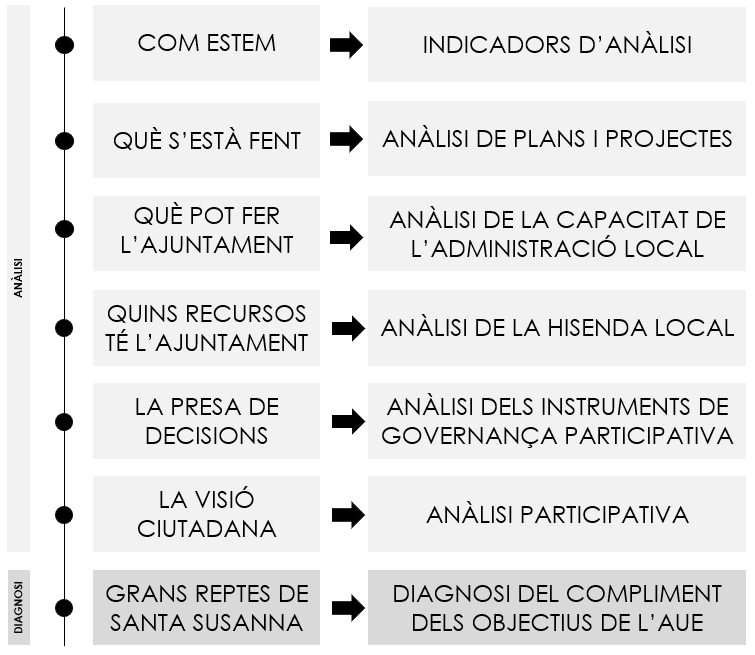 COM ESTEM
INDICADORS D’ANÀLISI
QUÈ S’ESTÀ FENT
ANÀLISI DE PLANS I PROJECTES
QUÈ POT FER
L’AJUNTAMENT
ANÀLISI DE LA CAPACITAT DE
L’ADMINISTRACIÓ LOCAL
QUINS RECURSOS
TÉ L’AJUNTAMENT
ANÀLISI DE LA HISENDA LOCAL
LA PRESA DE
DECISIONS
ANÀLISI DELS INSTRUMENTS DE
GOVERNANÇA PARTICIPATIVA
LA VISIÓ
CIUTADANA
ANÀLISI PARTICIPATIVA
ANÀLISI
GRANS REPTES DE
SANTA SUSANNA
DIAGNOSI DEL COMPLIMENT
DELS OBJECTIUS DE L’AUE
DIAGNOSI